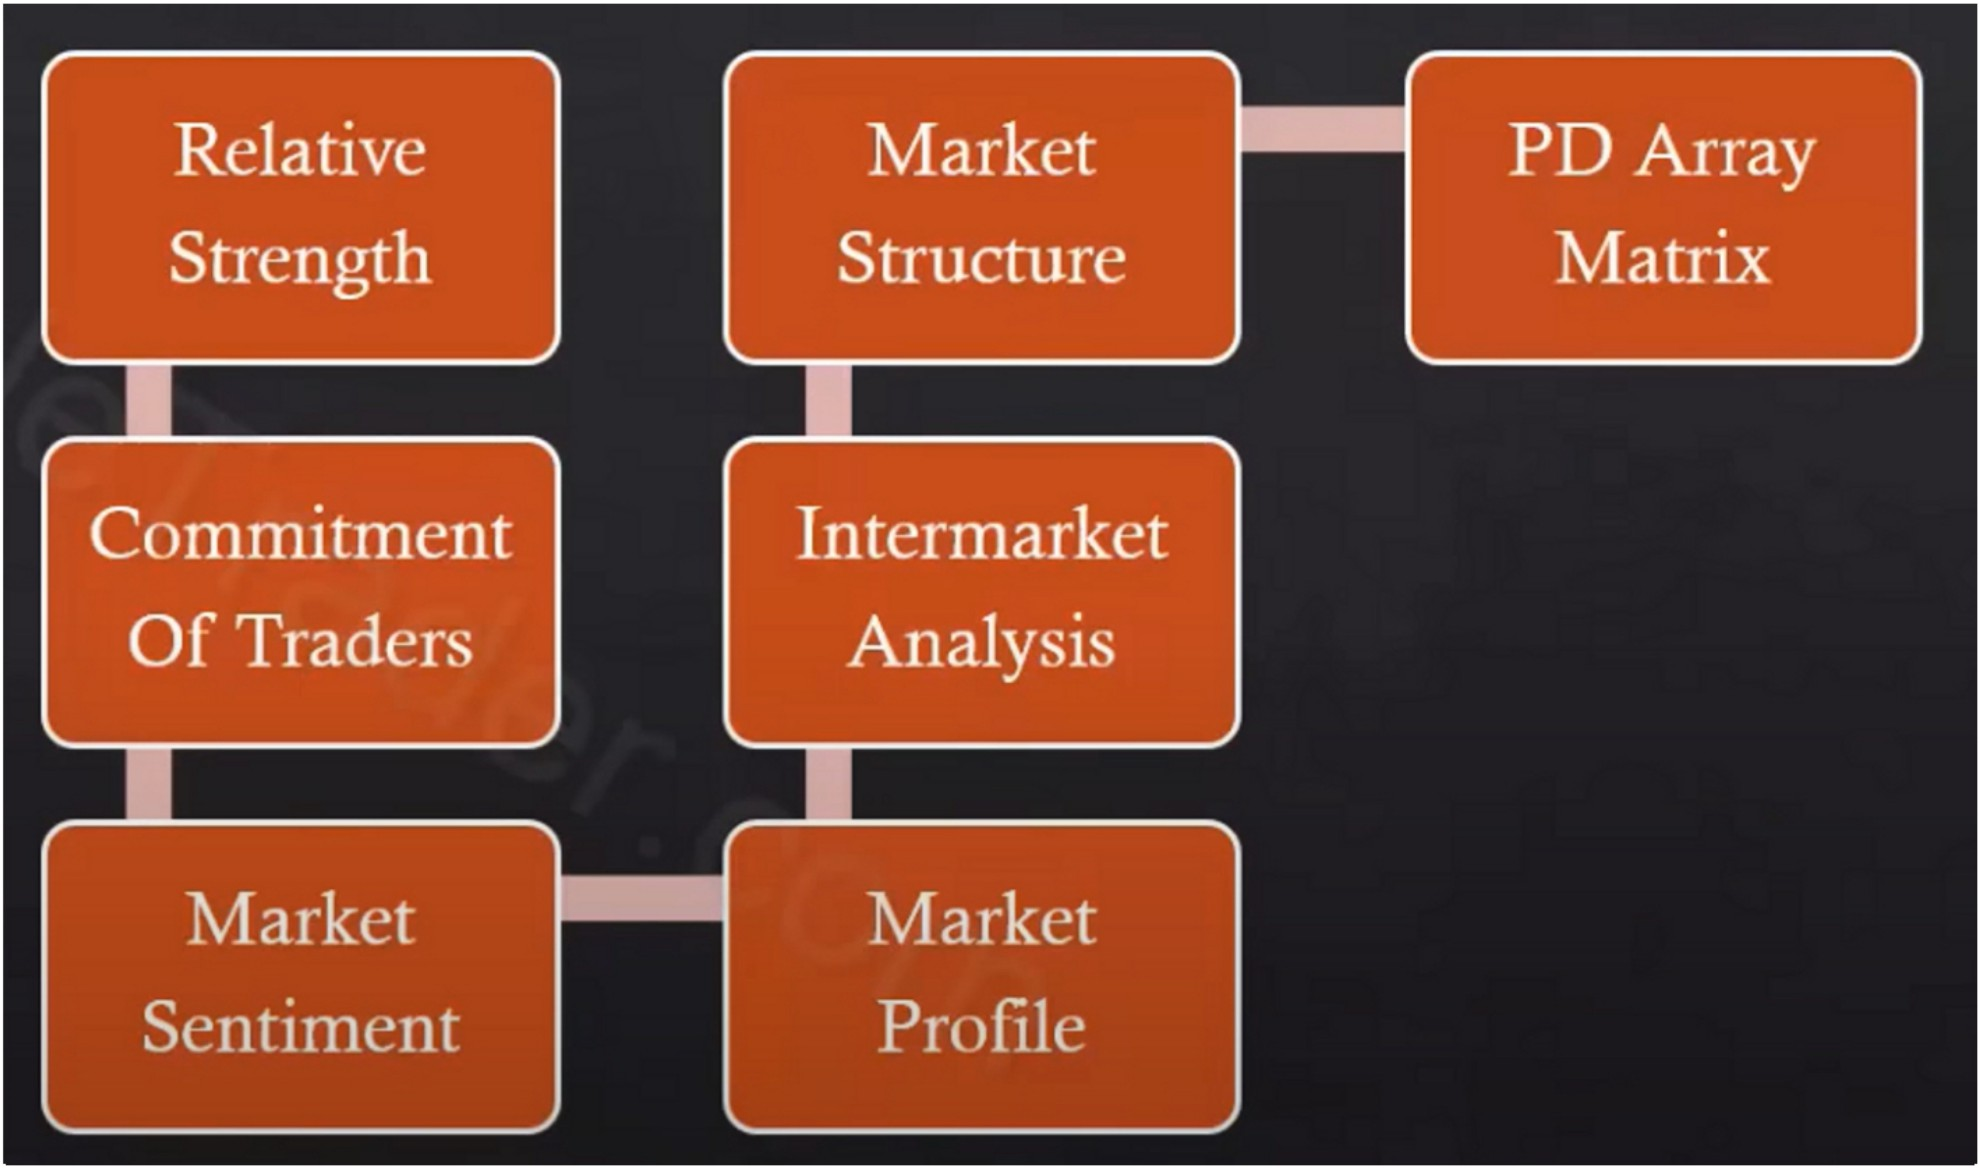 Relative
Strength
Commitment
Of Traders
Market
Sentiment
Market
Profile
Intermarket
Analysis
Market
Structure
PD Array
Matrix